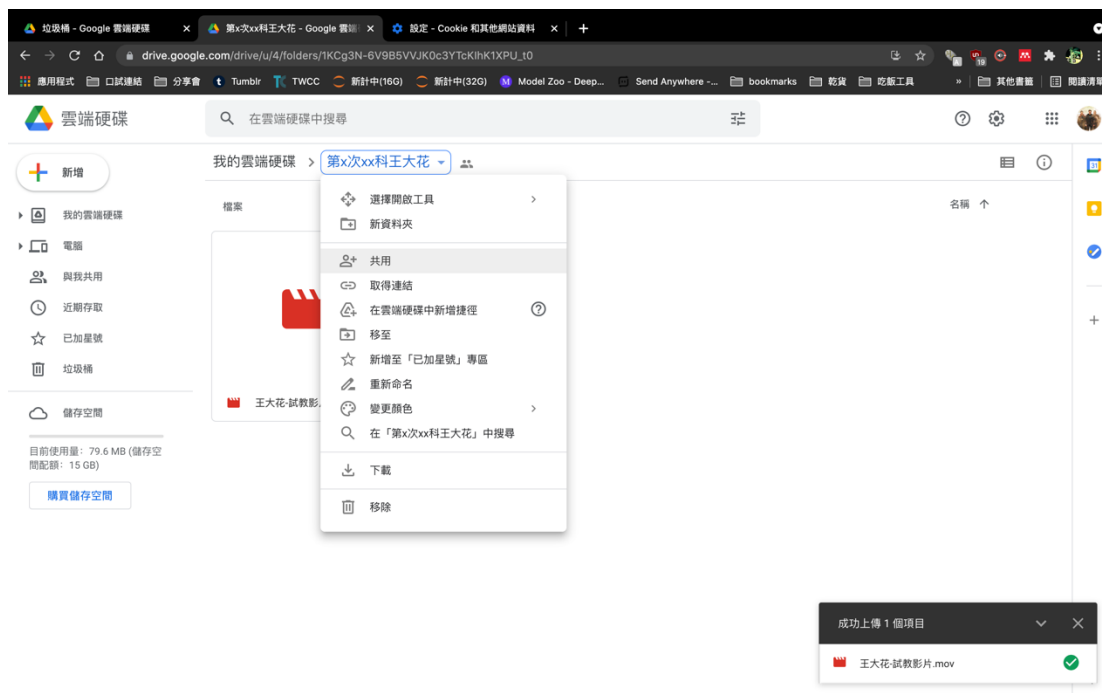 垃圾桶 - Google 雲端硬碟
第x次xx科王大花 - Google 雲端
設定 - Cookie 和其他網站資料
drive.google.com/drive/u/4/folders/1KCg3N-6V9B5VVJK0c3YTcKIhK1XPU_t0
應用程式 口試連結 分享會 Tumblr TWCC 新計中(16G) 新計中(32G) Model Zoo - Deep... Send Anywhere -... bookmarks 乾貨 吃飯工具 » 其他書籤 閱讀清單
雲端硬碟
在雲端硬碟中搜尋
新增
我的雲端硬碟
電腦
與我共用
近期存取
已加星號
垃圾桶
儲存空間
目前使用量：79.6 MB (儲存空
間配額：15 GB)
購買儲存空間
我的雲端硬碟 > 第x次xx科王大花
檔案
名稱
王大花-試教影
選擇開啟工具
新資料夾
共用
取得連結
在雲端硬碟中新增捷徑
移至
新增至「已加星號」專區
重新命名
變更顏色
在「第x次xx科王大花」中搜尋
下載
移除
31
成功上傳 1 個項目
王大花-試教影片.mov